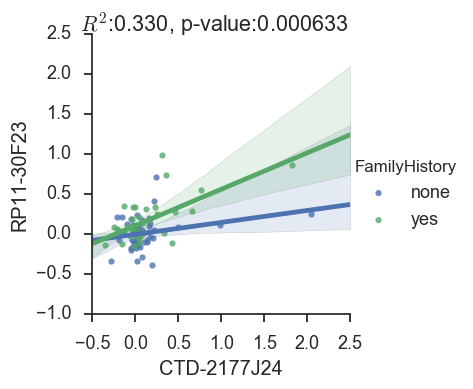 R²:0.330, p-value:0.000633
2.5
2.0
1.5
1.0
0.5
0.0
−0.5
−1.0
RP11-30F23
FamilyHistory
none
yes
−0.5 0.0 0.5 1.0 1.5 2.0 2.5
CTD-2177J24